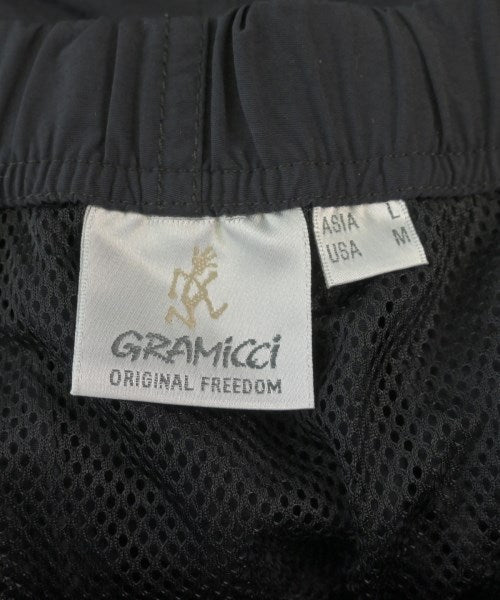 GRAMiCCi
ORIGINAL FREEDOM
ASIA L
USA M